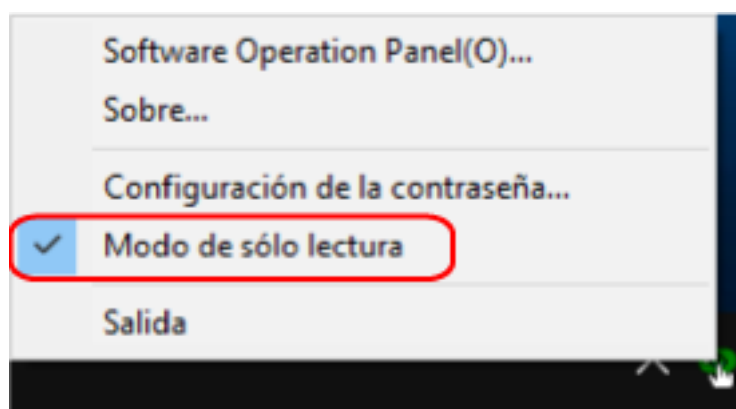 Software Operation Panel(O)...
Sobre...
Configuración de la contraseña...
Modo de sólo lectura
Salida